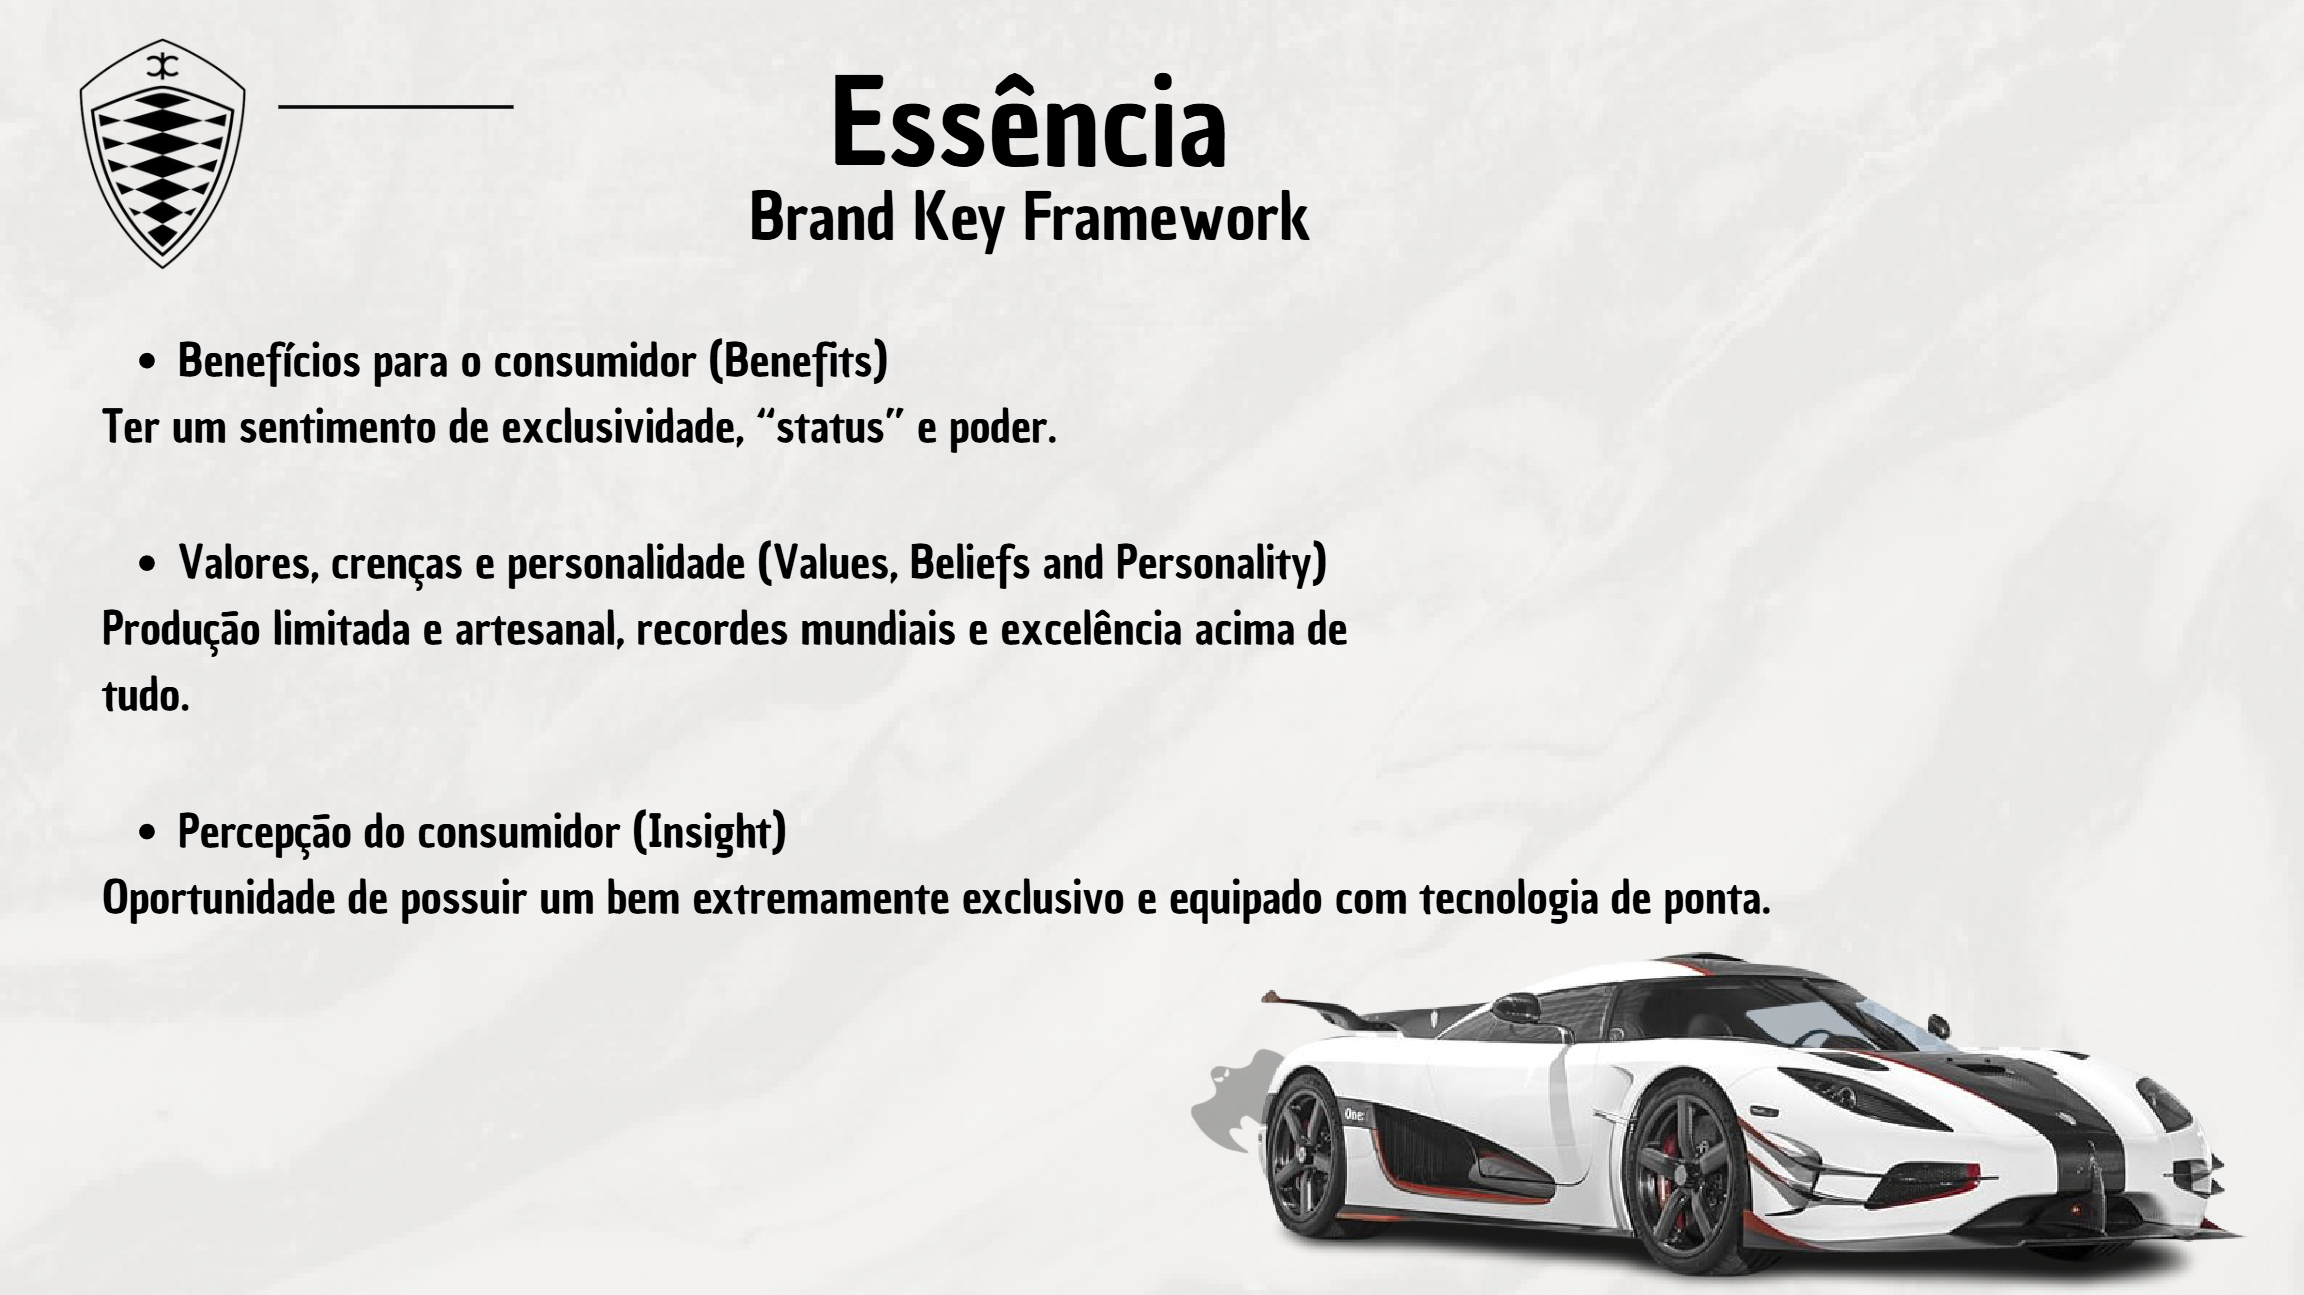 Essência
Brand Key Framework
• Benefícios para o consumidor (Benefits)
Ter um sentimento de exclusividade, “status” e poder.
• Valores, crenças e personalidade (Values, Beliefs and Personality)
Produção limitada e artesanal, recordes mundiais e excelência acima de
tudo.
• Percepção do consumidor (Insight)
Oportunidade de possuir um bem extremamente exclusivo e equipado com tecnologia de ponta.
One: